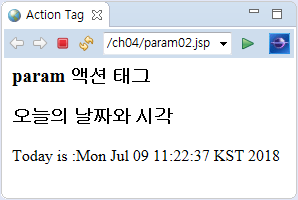 Action Tag
/ch04/param02.jsp
param 액션 태그
오늘의 날짜와 시각
Today is :Mon Jul 09 11:22:37 KST 2018